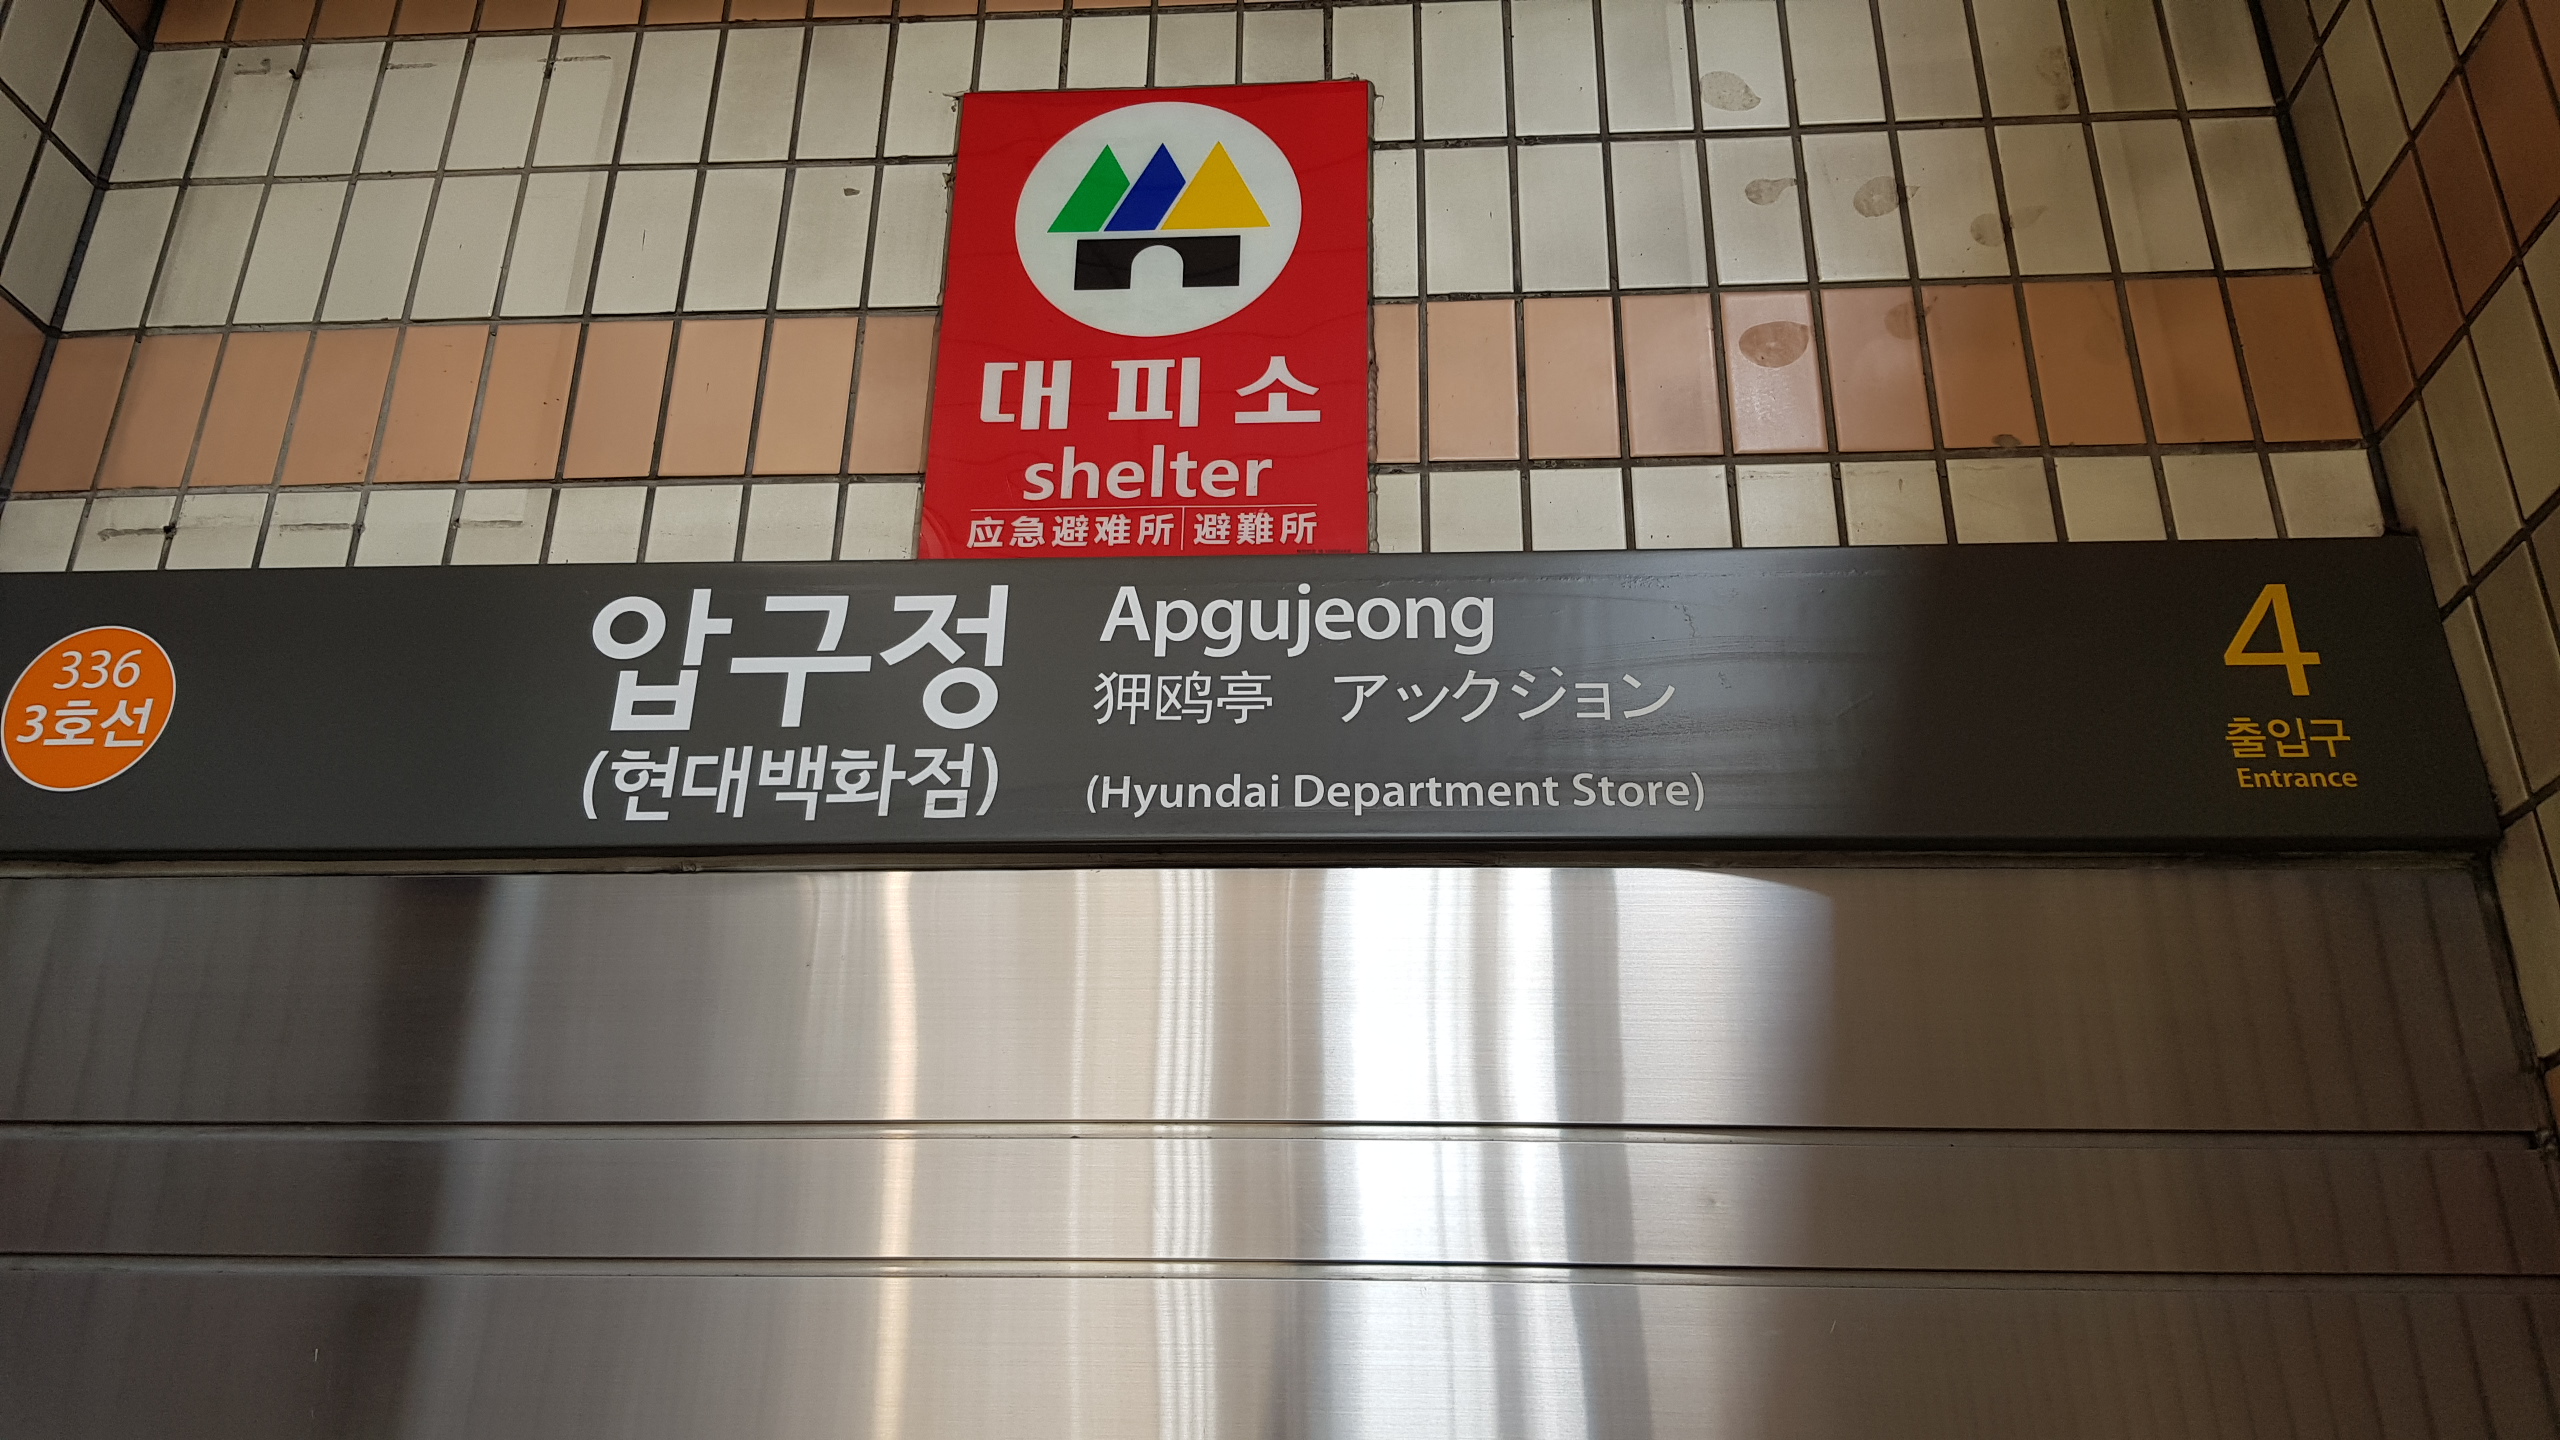 대피소
shelter
应急避难所 | 避難所
336
3호선
압구정
(현대백화점)
Apgujeong
狎鸥亭 アックジョン
(Hyundai Department Store)
4
출입구
Entrance